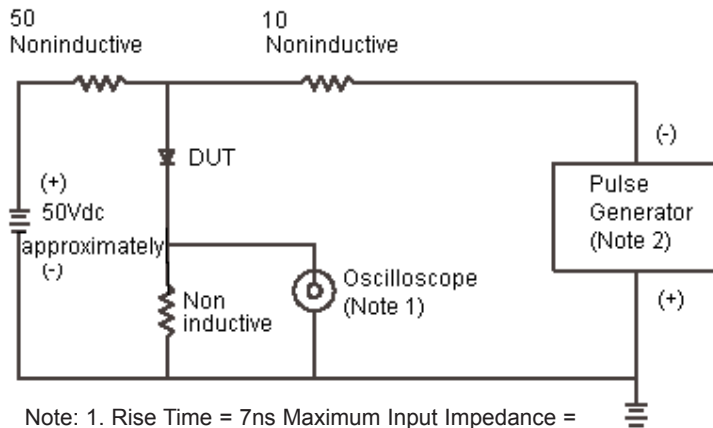 50
Noninductive
10
Noninductive
DUT
(+)
50Vdc
approximately
(-)
Non
inductive
Oscilloscope
(Note 1)
(-)
Pulse
Generator
(Note 2)
(+)
Note: 1. Rise Time = 7ns Maximum Input Impedance =